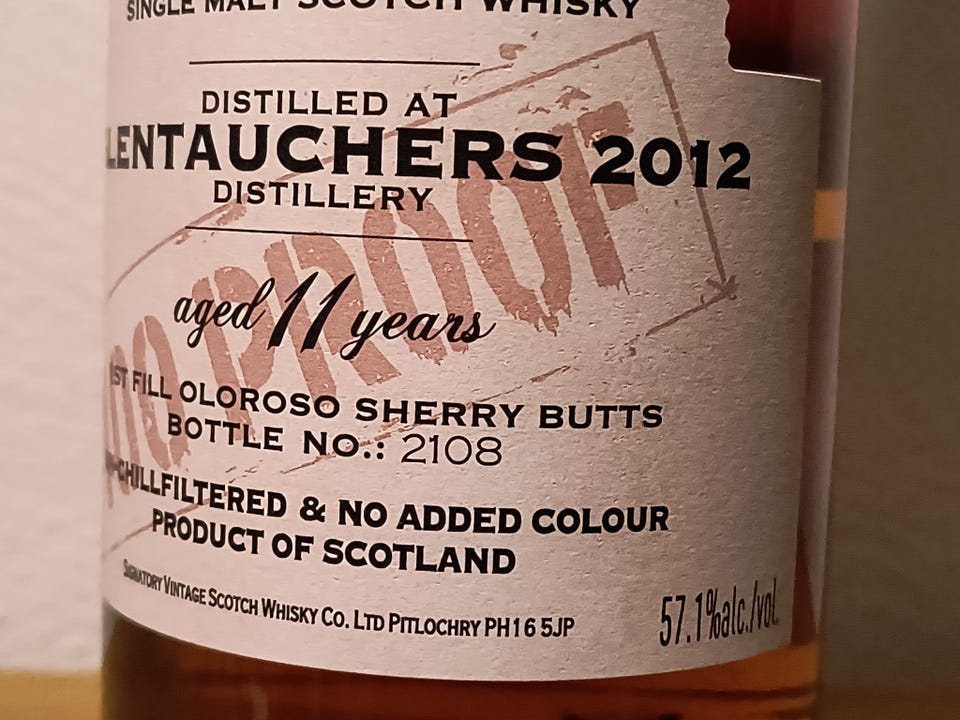 SINGLE MALT SCOTCH WHISKY
DISTILLED AT
LENTAUCHERS 2012
DISTILLERY
aged 11 years
1ST FILL OLOROSO SHERRY BUTTS
BOTTLE NO.: 2108
CHILLFILTERED & NO ADDED COLOUR
PRODUCT OF SCOTLAND
SIGNATORY VINTAGE SCOTCH WHISKY CO. LTD PITLOCHRY PH16 5JP
57.1%alc./vol.
PROOF